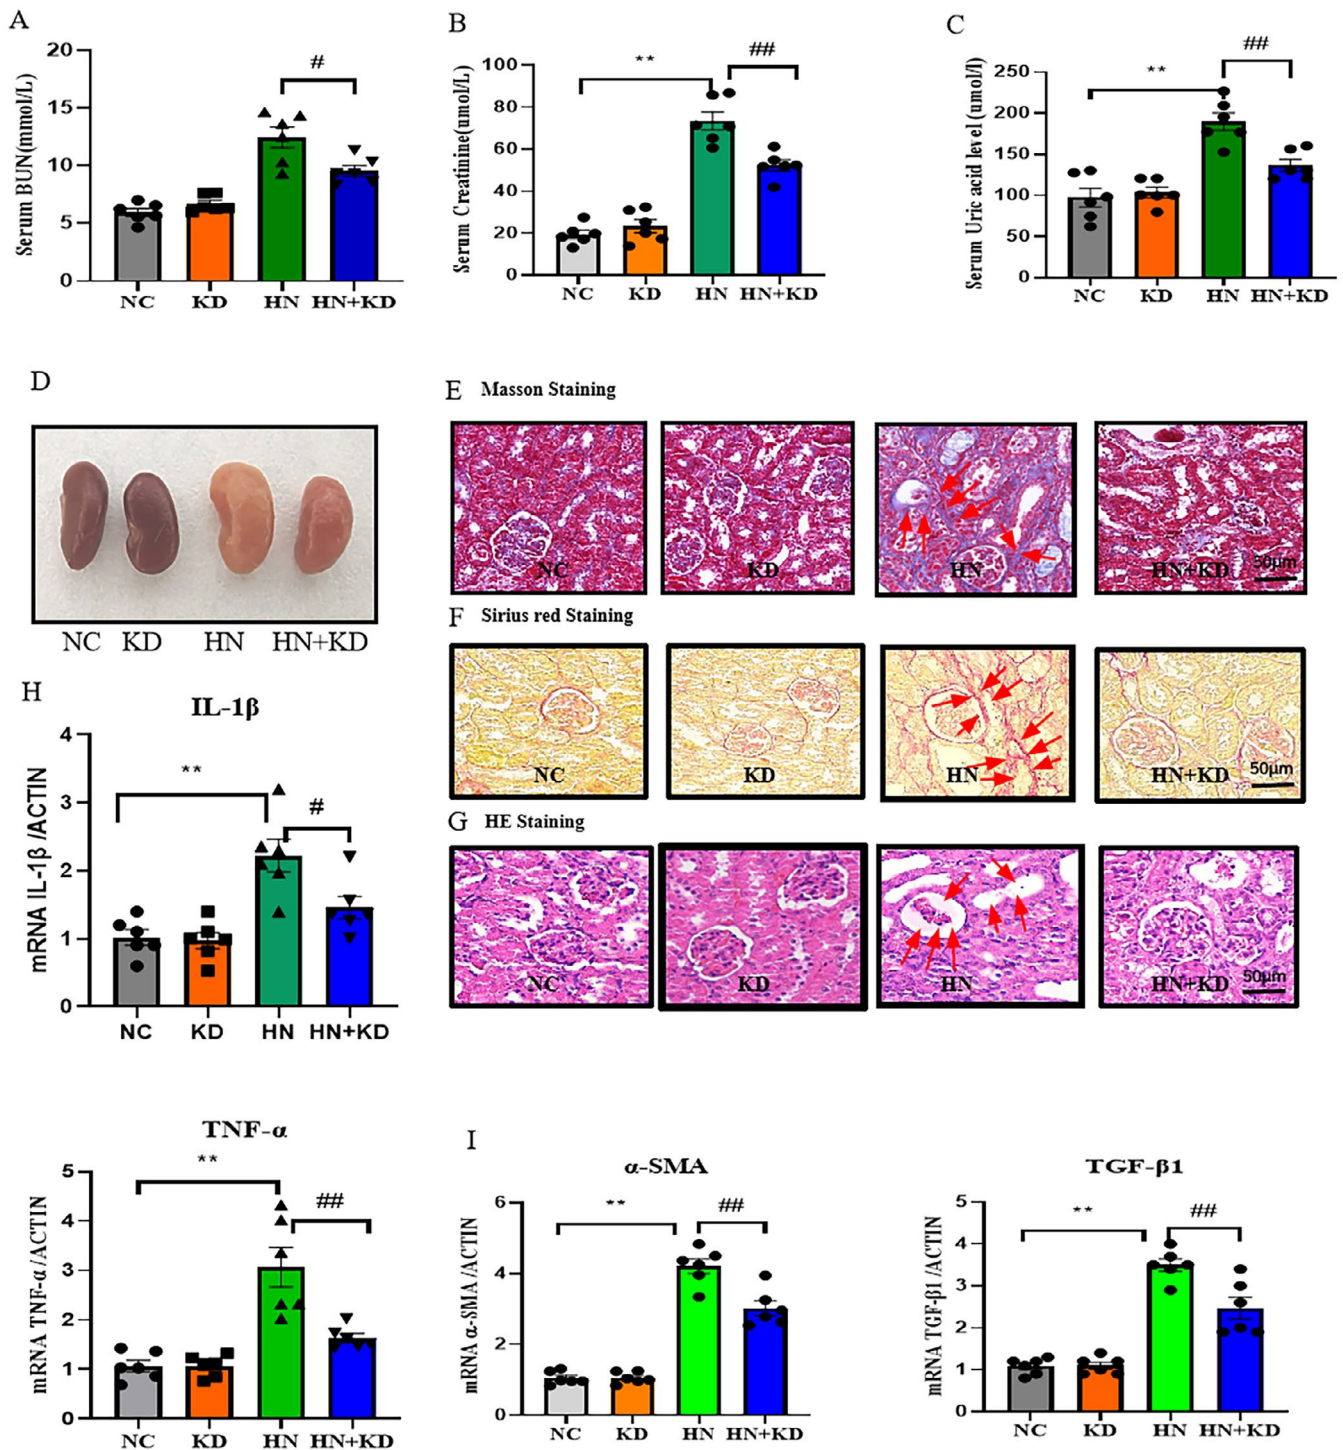 A
Serum BUN(mmol/L)
20
15
10
5
0
#
NC KD HN HN+KD
B
Serum Creatinine(umol/L)
100
80
60
40
20
0
** ##
NC KD HN HN+KD
C
Serum Uric acid level (umol/l)
250
200
150
100
50
0
** ##
NC KD HN HN+KD
D
NC KD HN HN+KD
E Masson Staining
NC KD HN HN+KD 50μm
F Sirius red Staining
NC KD HN HN+KD 50μm
G HE Staining
NC KD HN HN+KD 50μm
H
IL-1β
mRNA IL-1β /ACTIN
4
3
2
1
0
** #
NC KD HN HN+KD
TNF-α
mRNA TNF-α /ACTIN
5
4
3
2
1
0
** ##
NC KD HN HN+KD
I
α-SMA
mRNA α-SMA /ACTIN
6
4
2
0
** ##
NC KD HN HN+KD
TGF-β1
mRNA TGF-β1 /ACTIN
5
4
3
2
1
0
** ##
NC KD HN HN+KD